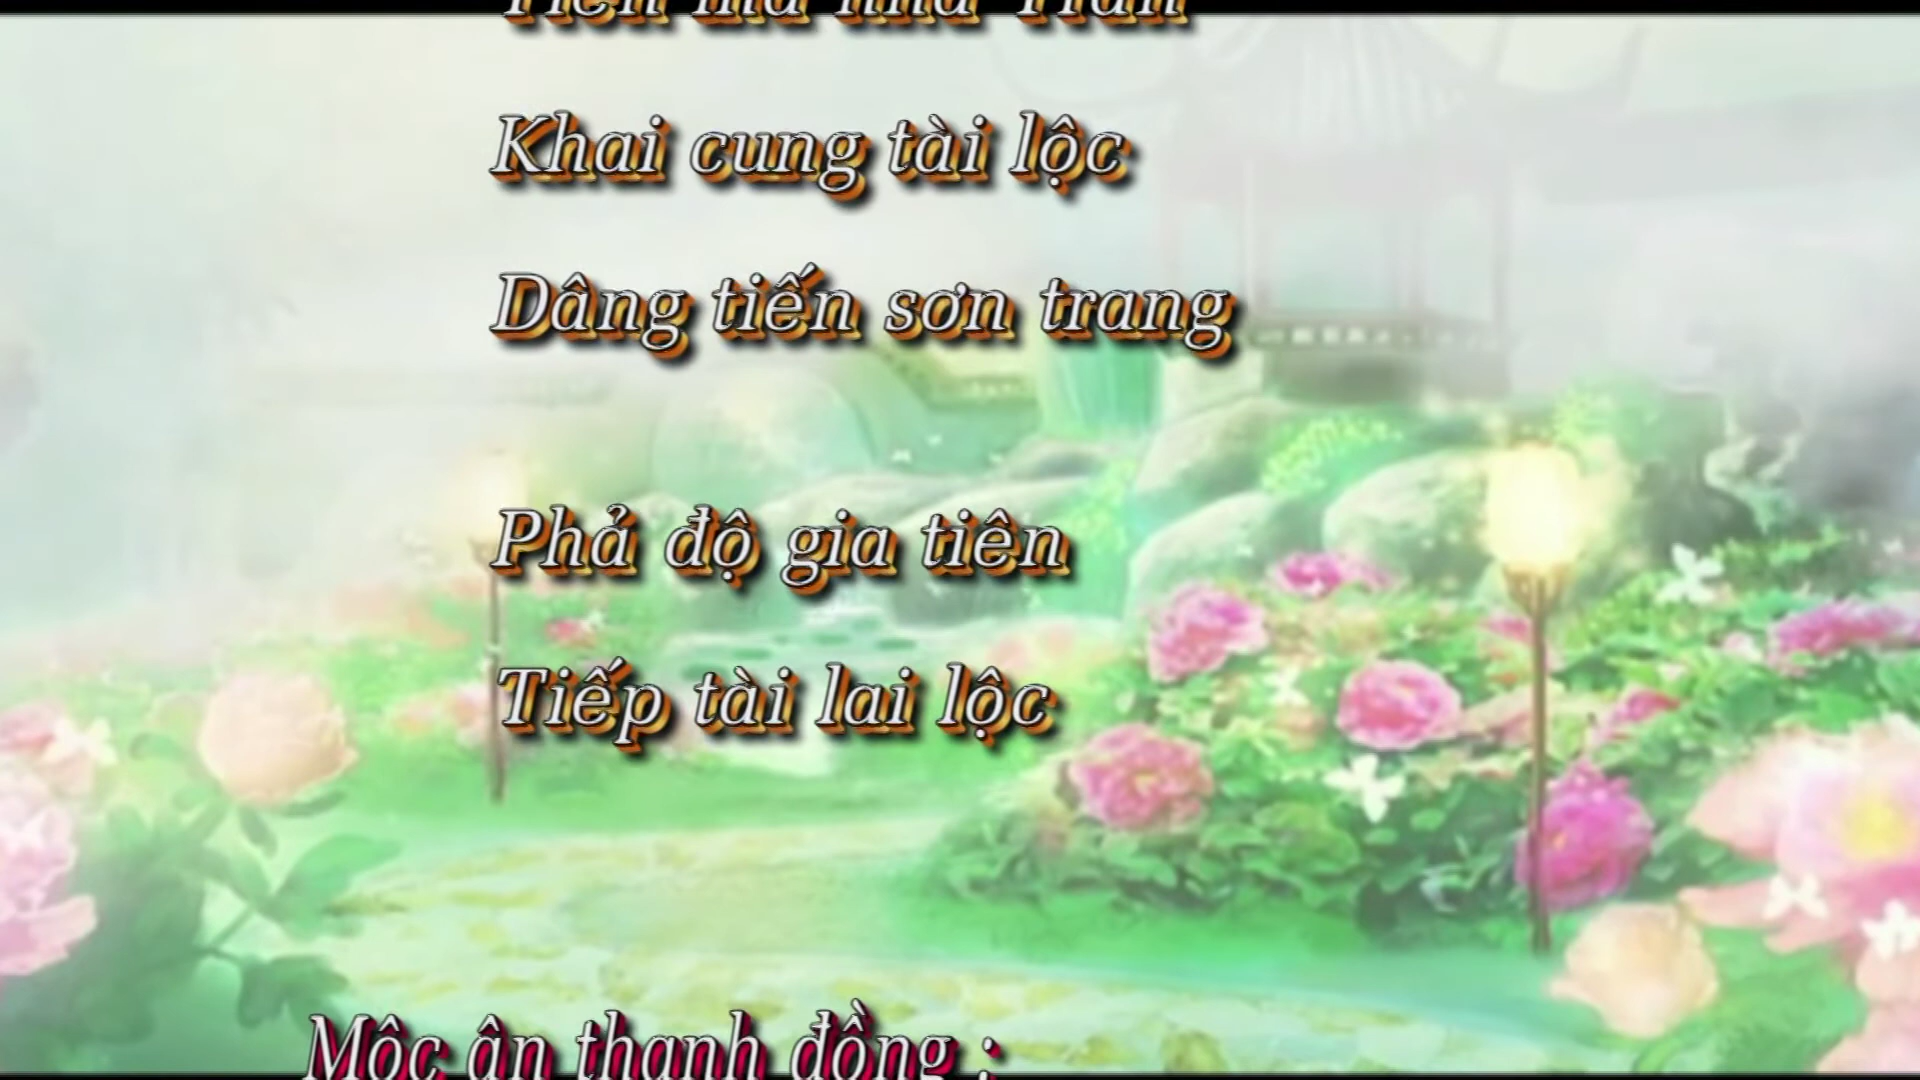 Khai cung tài lộc
Dâng tiến sơn trang
Phả độ gia tiên
Tiếp tài lai lộc
Mộc ân thanh đồng :